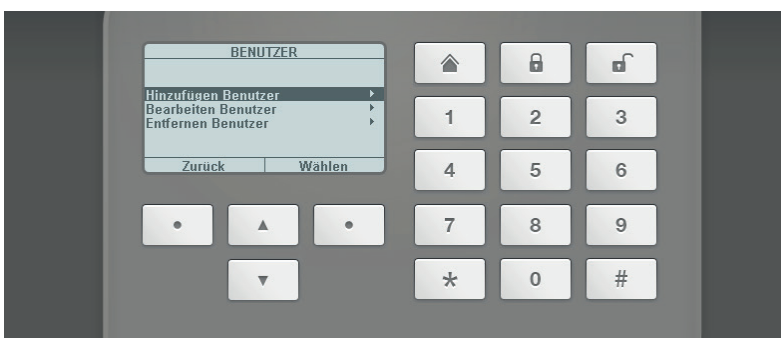 BENUTZER
Hinzufügen Benutzer
Bearbeiten Benutzer
Entfernen Benutzer
Zurück Wählen
1 2 3
4 5 6
7 8 9
* 0 #